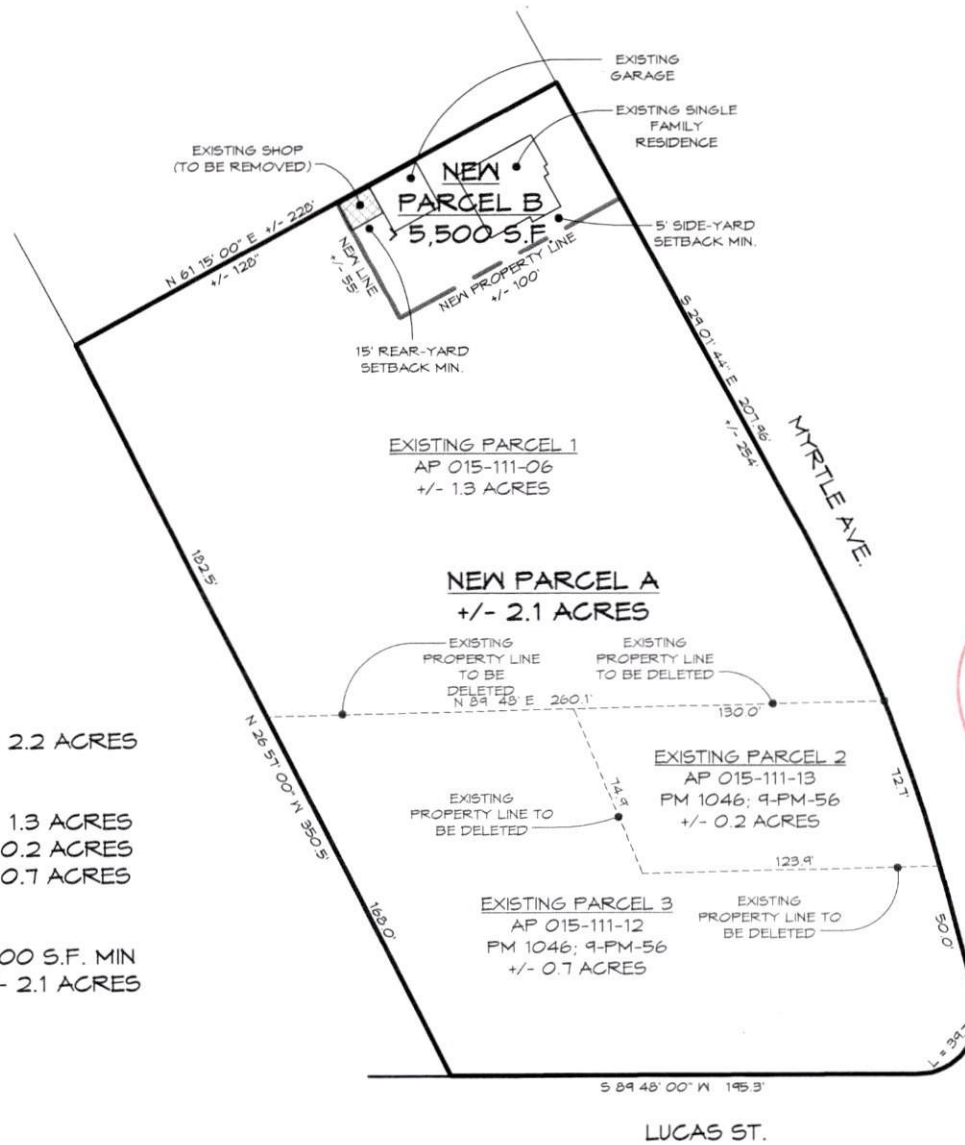 EXISTING
GARAGE
EXISTING SINGLE
FAMILY
RESIDENCE
EXISTING SHOP
(TO BE REMOVED)
NEW
PARCEL B
> 5,500 S.F.
5' SIDE-YARD
SETBACK MIN.
N 61 15' 00" E +/- 228'
+/- 128"
NEW LINE
+/- 55'
NEW PROPERTY LINE
+/- 100'
15' REAR-YARD
SETBACK MIN.
S 29 01' 44" E 207.96'
+/- 254'
MYRTLE AVE.
EXISTING PARCEL 1
AP 015-111-06
+/- 1.3 ACRES
182.5'
NEW PARCEL A
+/- 2.1 ACRES
EXISTING
PROPERTY LINE
TO BE
DELETED
EXISTING
PROPERTY LINE
TO BE DELETED
N 89 48' E 260.1'
130.0'
2.2 ACRES
N 26 57' 00" W 350.5'
EXISTING PARCEL 2
AP 015-111-13
PM 1046; 9-PM-56
+/- 0.2 ACRES
72.7'
74.9'
EXISTING
PROPERTY LINE TO
BE DELETED
1.3 ACRES
0.2 ACRES
0.7 ACRES
123.9'
168.0'
EXISTING PARCEL 3
AP 015-111-12
PM 1046; 9-PM-56
+/- 0.7 ACRES
EXISTING
PROPERTY LINE TO
BE DELETED
50.0'
00 S.F. MIN
- 2.1 ACRES
L = 39.7
S 89 48' 00" W 195.3'
LUCAS ST.